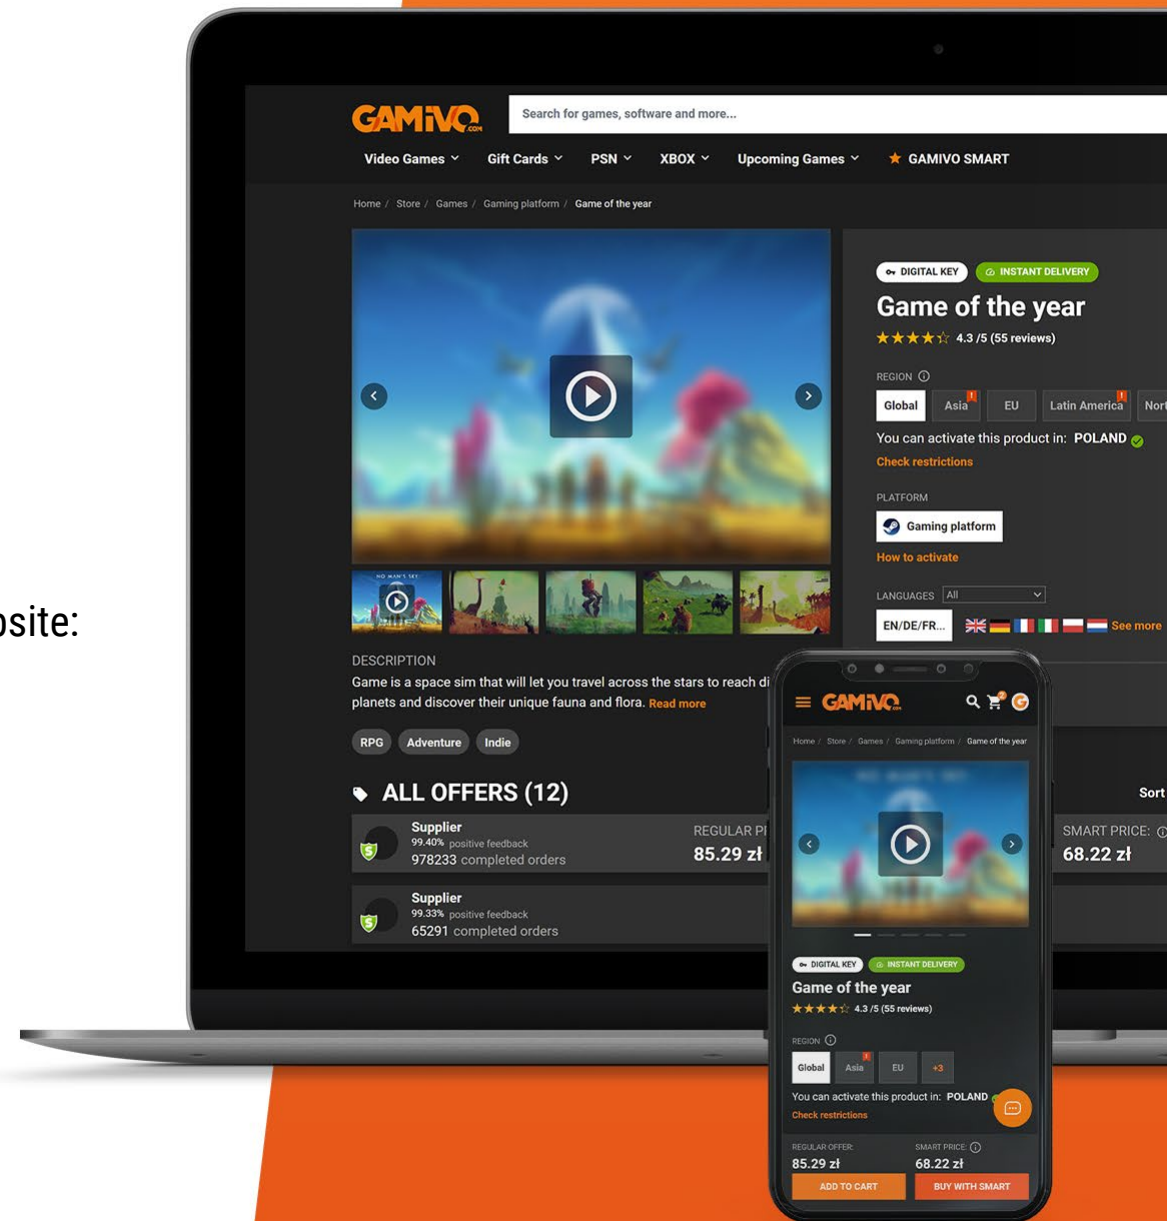 GAMIVO.COM
Search for games, software and more...
Video Games
Gift Cards
PSN
XBOX
Upcoming Games
GAMIVO SMART
Home / Store / Games / Gaming platform / Game of the year
DIGITAL KEY
INSTANT DELIVERY
Game of the year
4.3 /5 (55 reviews)
REGION
Global
Asia
!
EU
Latin America
!
Nort
You can activate this product in: POLAND
Check restrictions
PLATFORM
Gaming platform
How to activate
LANGUAGES
All
EN/DE/FR...
See more
NO MAN'S SKY
osite:
DESCRIPTION
Game is a space sim that will let you travel across the stars to reach di
planets and discover their unique fauna and flora. Read more
RPG
Adventure
Indie
ALL OFFERS (12)
Sort
Supplier
99.40% positive feedback
978233 completed orders
REGULAR PR
85.29 zł
SMART PRICE:
68.22 zł
Supplier
99.33% positive feedback
65291 completed orders
GAMIVO.COM
2
G
Home / Store / Games / Gaming platform / Game of the year
DIGITAL KEY
INSTANT DELIVERY
Game of the year
4.3 /5 (55 reviews)
REGION
Global
Asia
!
EU
+3
You can activate this product in: POLAND
Check restrictions
REGULAR OFFER:
85.29 zł
SMART PRICE:
68.22 zł
ADD TO CART
BUY WITH SMART